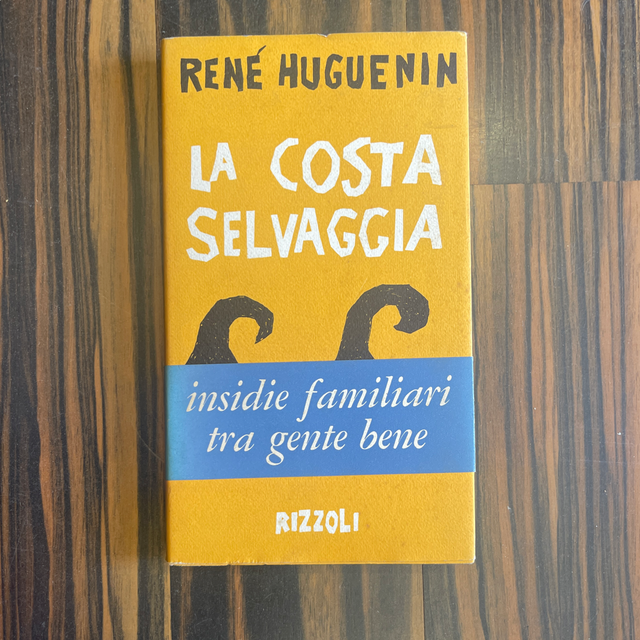 RENÉ HUGUENIN
LA COSTA
SELVAGGIA
insidie familiari
tra gente bene
RIZZOLI